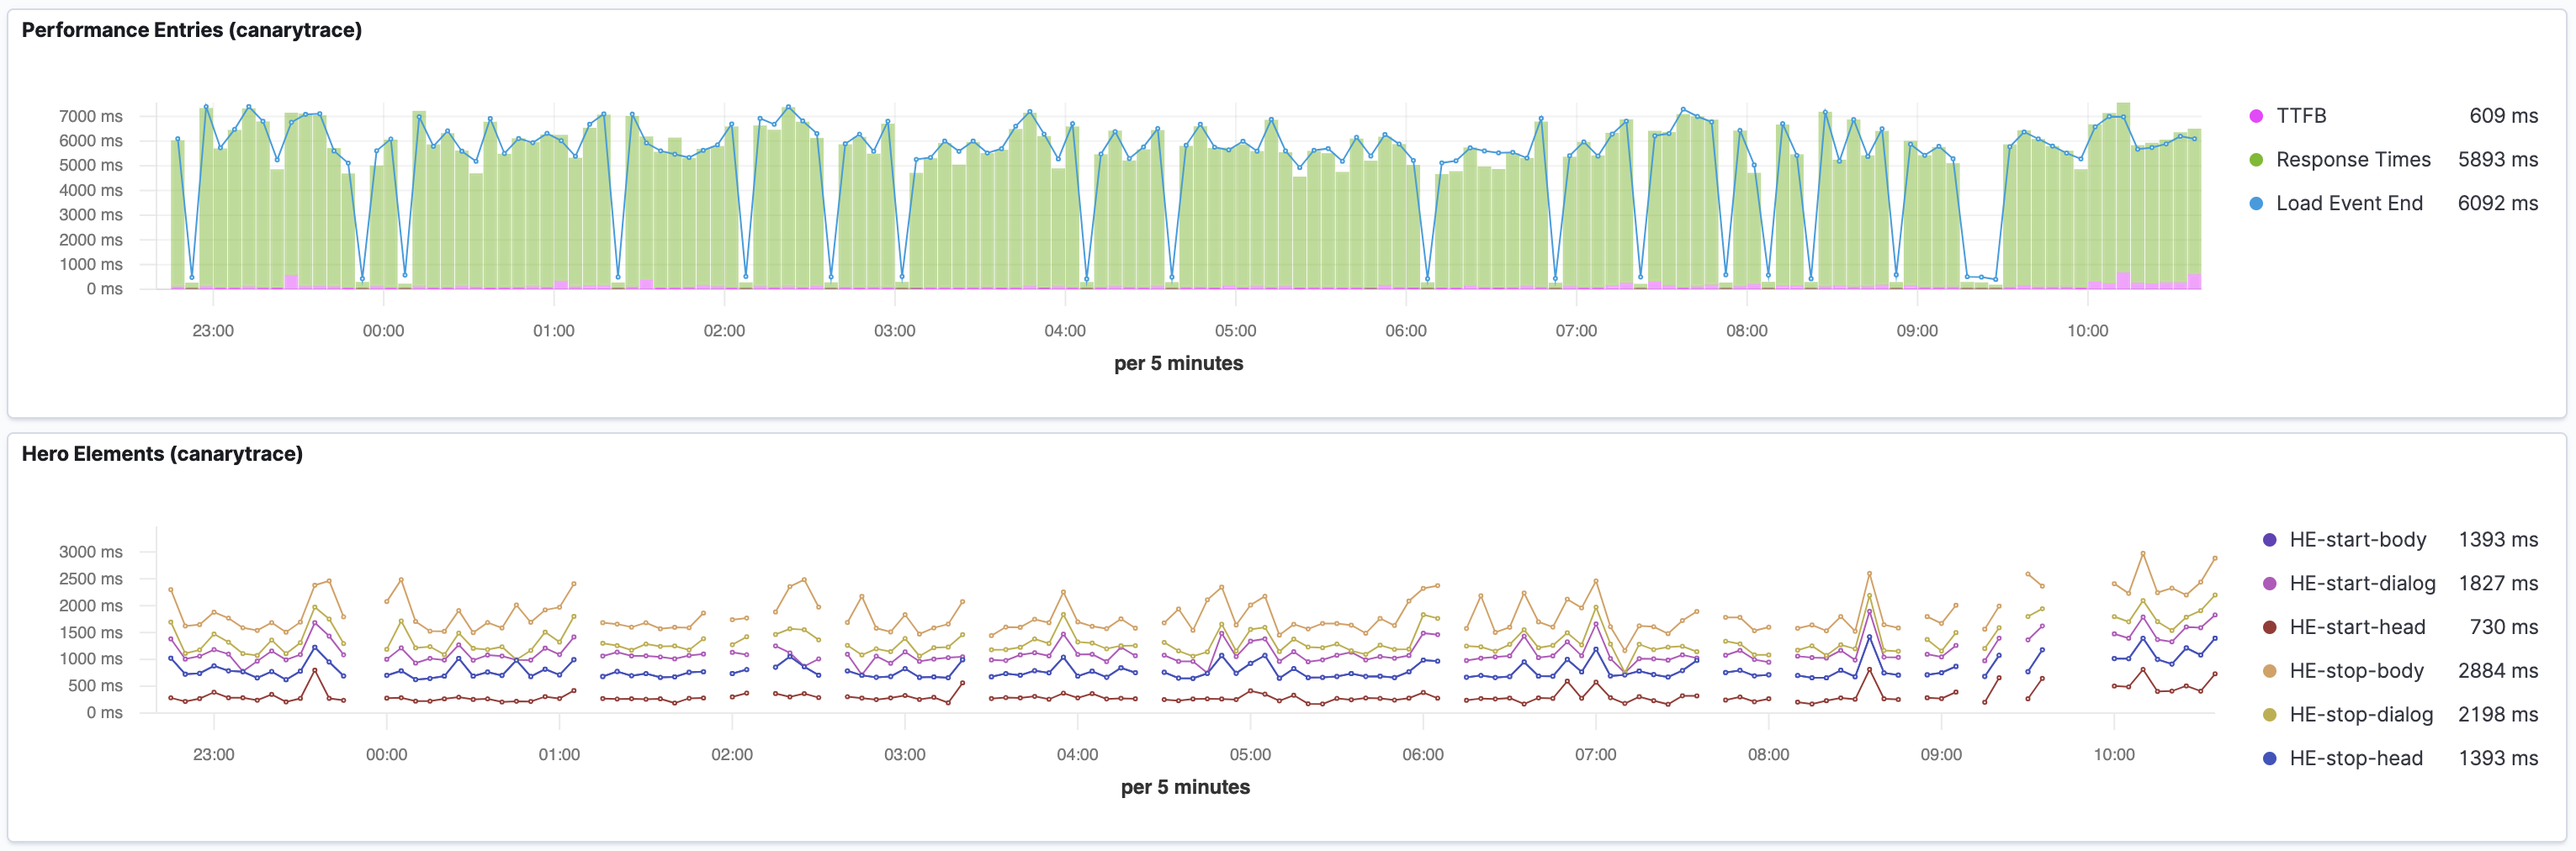 Performance Entries (canarytrace)
7000 ms
6000 ms
5000 ms
4000 ms
3000 ms
2000 ms
1000 ms
0 ms
23:00 00:00 01:00 02:00 03:00 04:00 05:00 06:00 07:00 08:00 09:00 10:00
per 5 minutes
TTFB 609 ms
Response Times 5893 ms
Load Event End 6092 ms
Hero Elements (canarytrace)
3000 ms
2500 ms
2000 ms
1500 ms
1000 ms
500 ms
0 ms
23:00 00:00 01:00 02:00 03:00 04:00 05:00 06:00 07:00 08:00 09:00 10:00
per 5 minutes
HE-start-body 1393 ms
HE-start-dialog 1827 ms
HE-start-head 730 ms
HE-stop-body 2884 ms
HE-stop-dialog 2198 ms
HE-stop-head 1393 ms